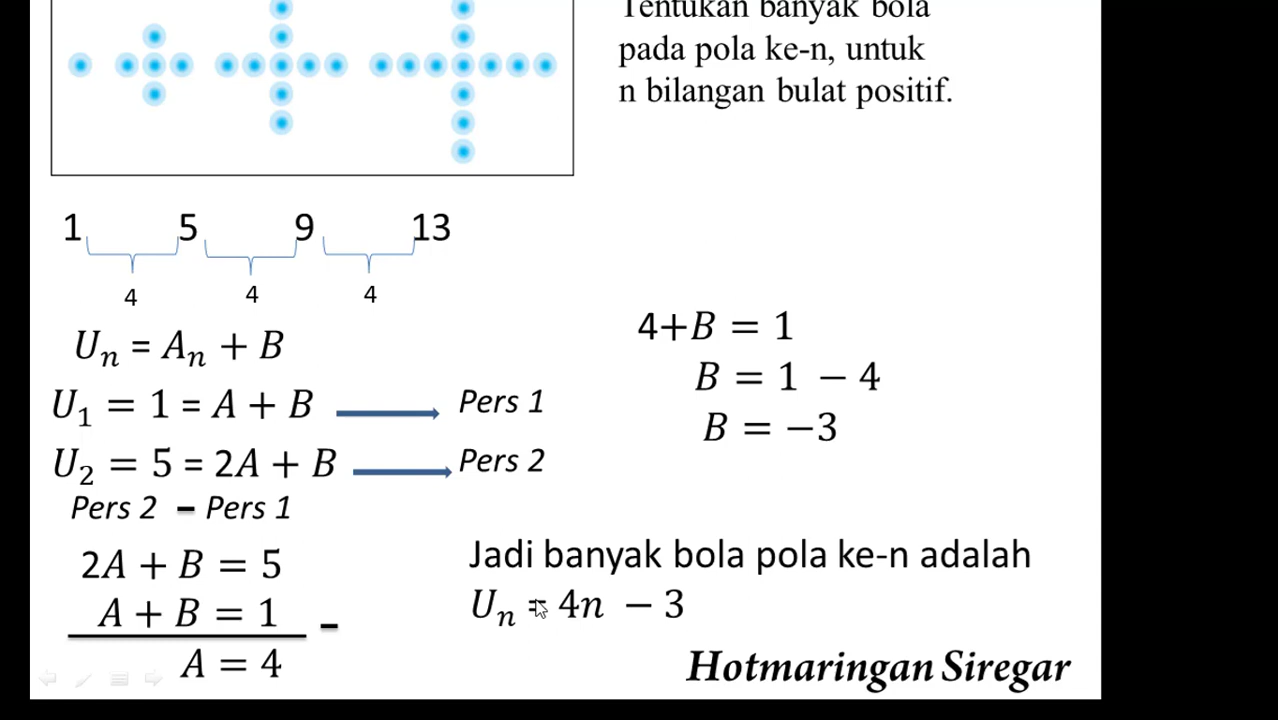 Tentukan banyak bola
pada pola ke-n, untuk
n bilangan bulat positif.
1 5 9 13
4 4 4
Uₙ = Aₙ + B
U₁ = 1 = A + B Pers 1
U₂ = 5 = 2A + B Pers 2
Pers 2 - Pers 1
2A + B = 5
A + B = 1 -
A = 4
4+B = 1
B = 1 − 4
B = −3
Jadi banyak bola pola ke-n adalah
Uₙ = 4n − 3
Hotmaringan Siregar